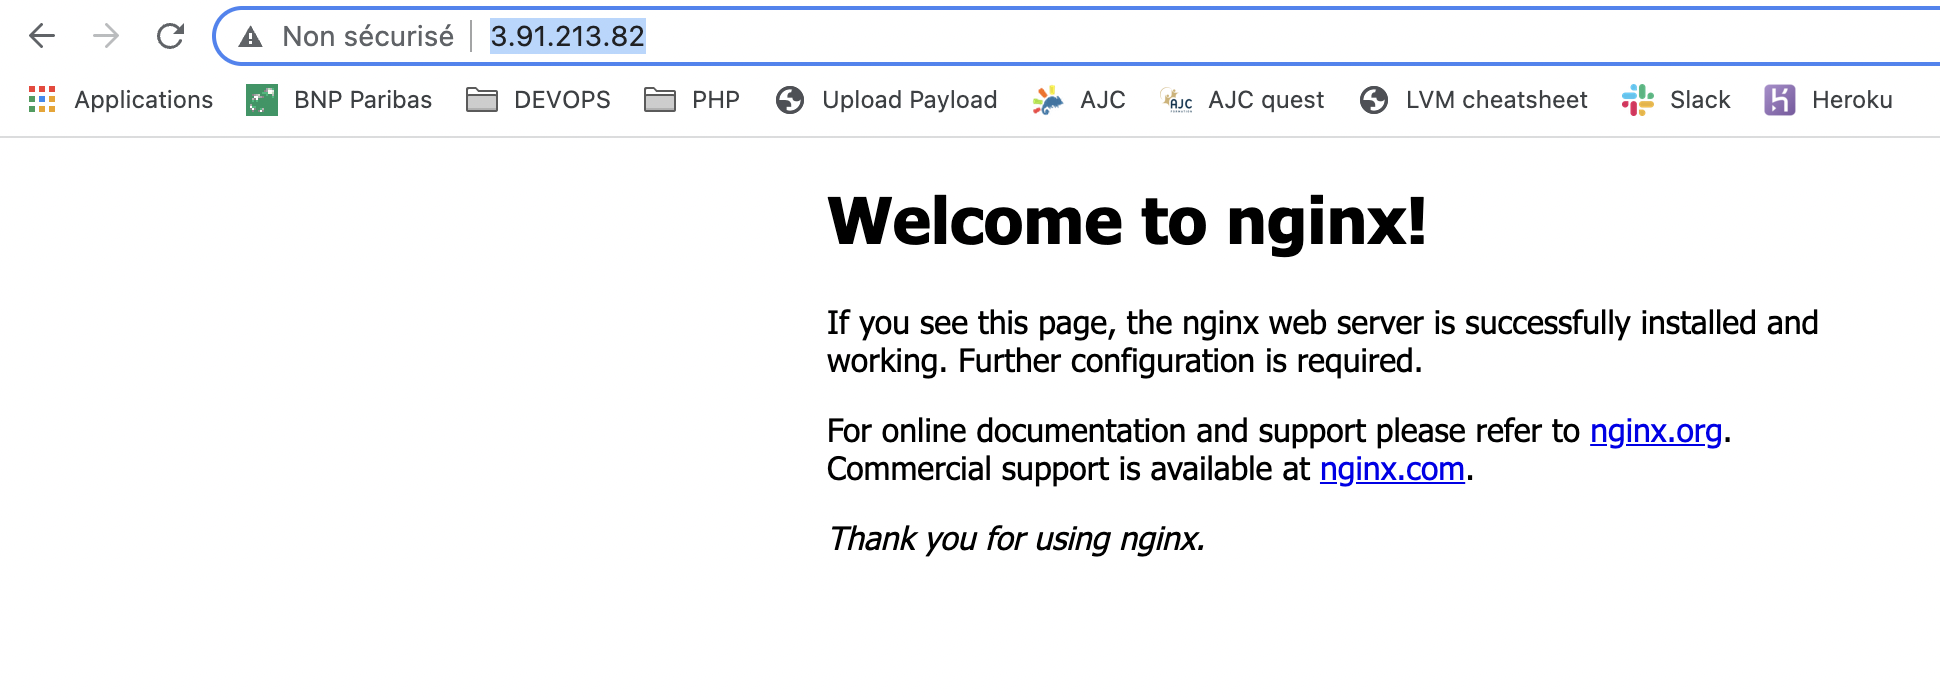 Non sécurisé 3.91.213.82
Applications BNP Paribas DEVOPS PHP Upload Payload AJC AJC AJC quest LVM cheatsheet Slack Heroku
Welcome to nginx!
If you see this page, the nginx web server is successfully installed and
working. Further configuration is required.
For online documentation and support please refer to nginx.org.
Commercial support is available at nginx.com.
Thank you for using nginx.